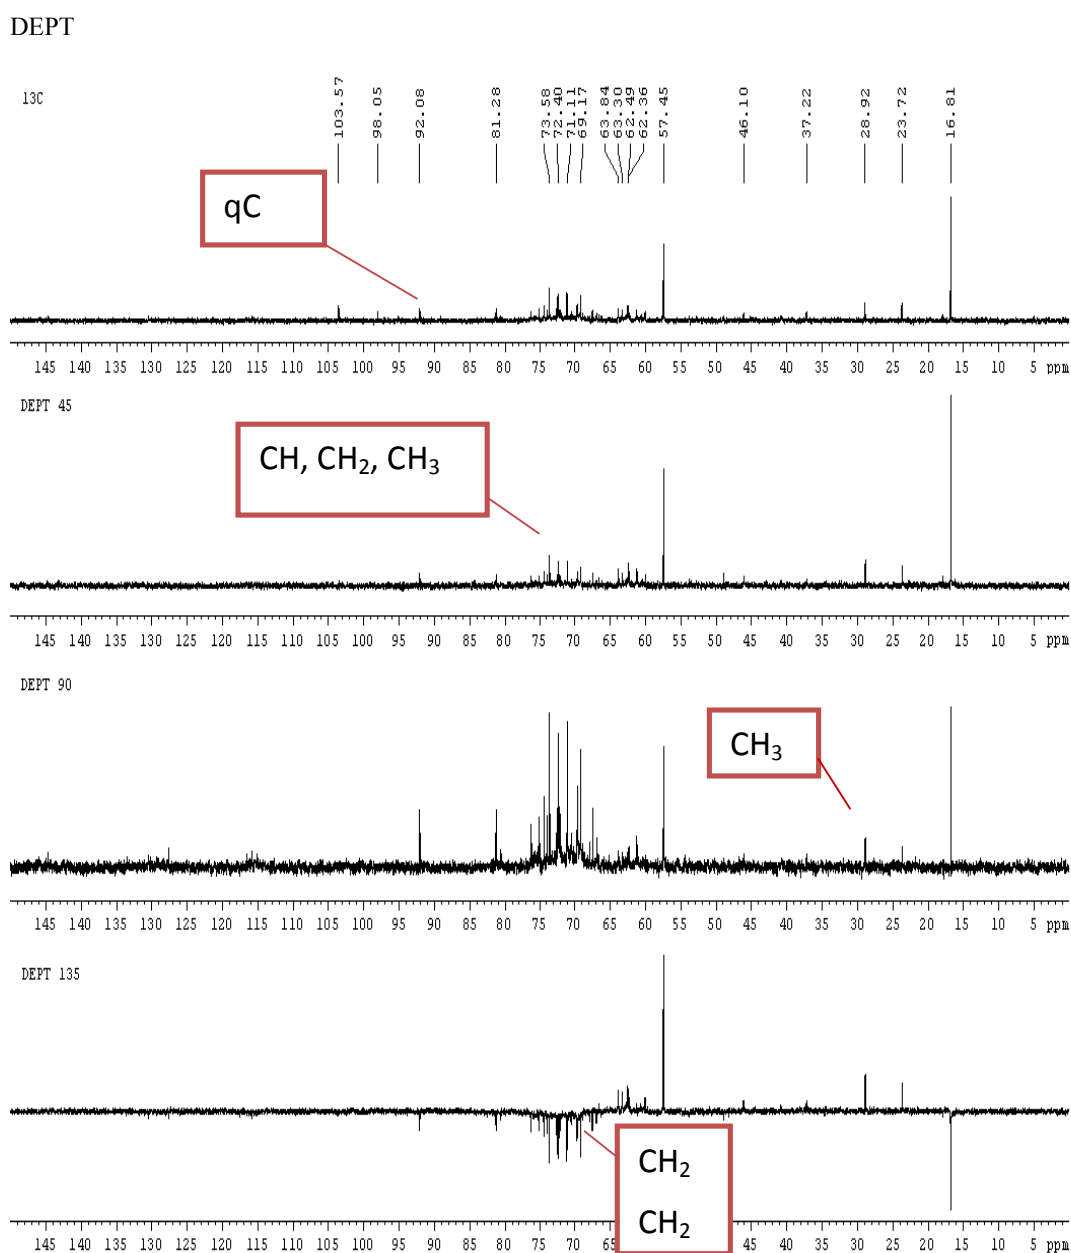 DEPT
13C
103.57 98.05 92.08 81.28 73.58 72.40 71.11 69.17 63.84 63.30 62.49 62.36 57.45 46.10 37.22 28.92 23.72 16.81
qC
145 140 135 130 125 120 115 110 105 100 95 90 85 80 75 70 65 60 55 50 45 40 35 30 25 20 15 10 5 ppm
DEPT 45
CH, CH₂, CH₃
145 140 135 130 125 120 115 110 105 100 95 90 85 80 75 70 65 60 55 50 45 40 35 30 25 20 15 10 5 ppm
DEPT 90
CH₃
145 140 135 130 125 120 115 110 105 100 95 90 85 80 75 70 65 60 55 50 45 40 35 30 25 20 15 10 5 ppm
DEPT 135
CH₂
CH₂
145 140 135 130 125 120 115 110 105 100 95 90 85 80 75 70 65 45 40 35 30 25 20 15 10 5 ppm